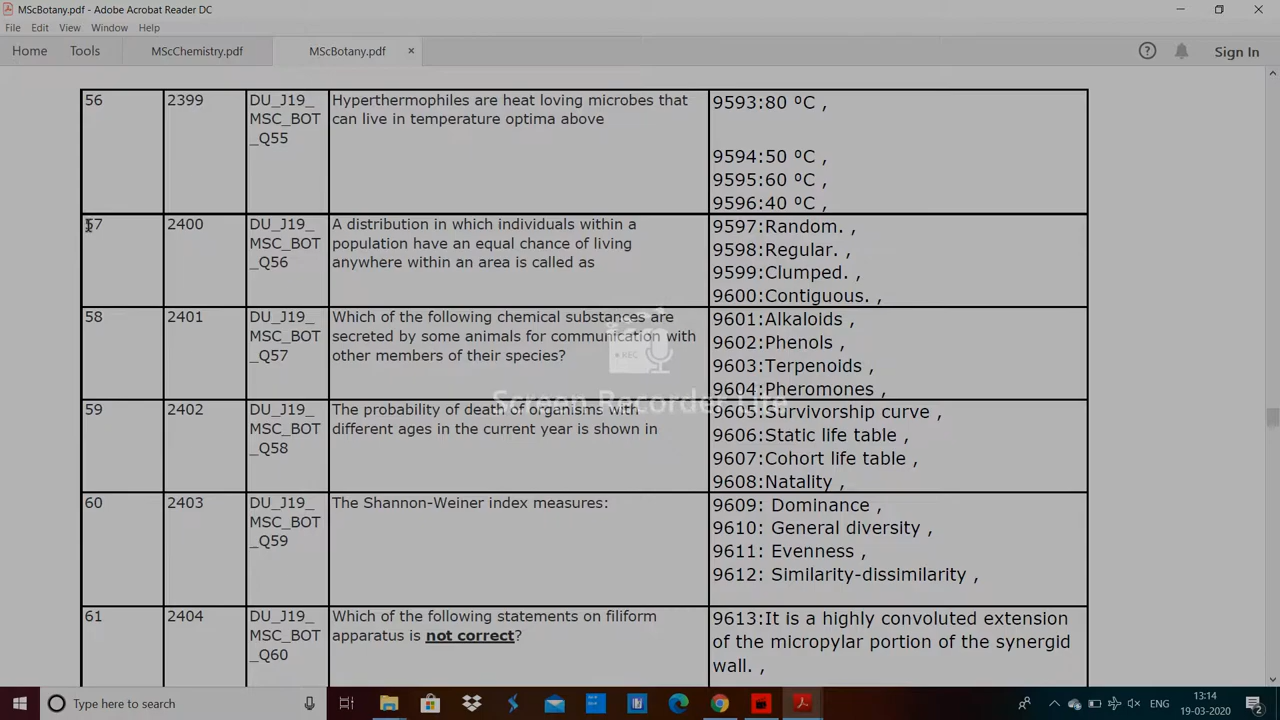 MScBotany.pdf - Adobe Acrobat Reader DC
File Edit View Window Help
Home Tools MScChemistry.pdf MScBotany.pdf × Sign In
56 2399 DU_J19_ Hyperthermophiles are heat loving microbes that 9593:80 ºC ,
MSC_BOT can live in temperature optima above
_Q55
9594:50 ºC ,
9595:60 ºC ,
9596:40 ºC ,
57 2400 DU_J19_ A distribution in which individuals within a 9597:Random. ,
MSC_BOT population have an equal chance of living 9598:Regular. ,
_Q56 anywhere within an area is called as 9599:Clumped. ,
9600:Contiguous. ,
58 2401 DU_J19_ Which of the following chemical substances are 9601:Alkaloids ,
MSC_BOT secreted by some animals for communication with 9602:Phenols ,
_Q57 other members of their species? 9603:Terpenoids ,
9604:Pheromones ,
REC
Screen Recorder Lite
59 2402 DU_J19_ The probability of death of organisms with 9605:Survivorship curve ,
MSC_BOT different ages in the current year is shown in 9606:Static life table ,
_Q58 9607:Cohort life table ,
9608:Natality ,
60 2403 DU_J19_ The Shannon-Weiner index measures: 9609: Dominance ,
MSC_BOT 9610: General diversity ,
_Q59 9611: Evenness ,
9612: Similarity-dissimilarity ,
61 2404 DU_J19_ Which of the following statements on filiform 9613:It is a highly convoluted extension
MSC_BOT apparatus is not correct? of the micropylar portion of the synergid
_Q60 wall. ,
Type here to search ENG 13:14
19-03-2020 2